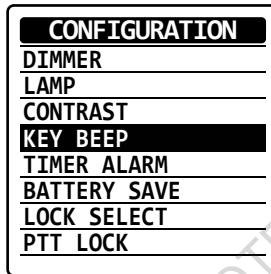 CONFIGURATION
DIMMER
LAMP
CONTRAST
KEY BEEP
TIMER ALARM
BATTERY SAVE
LOCK SELECT
PTT LOCK